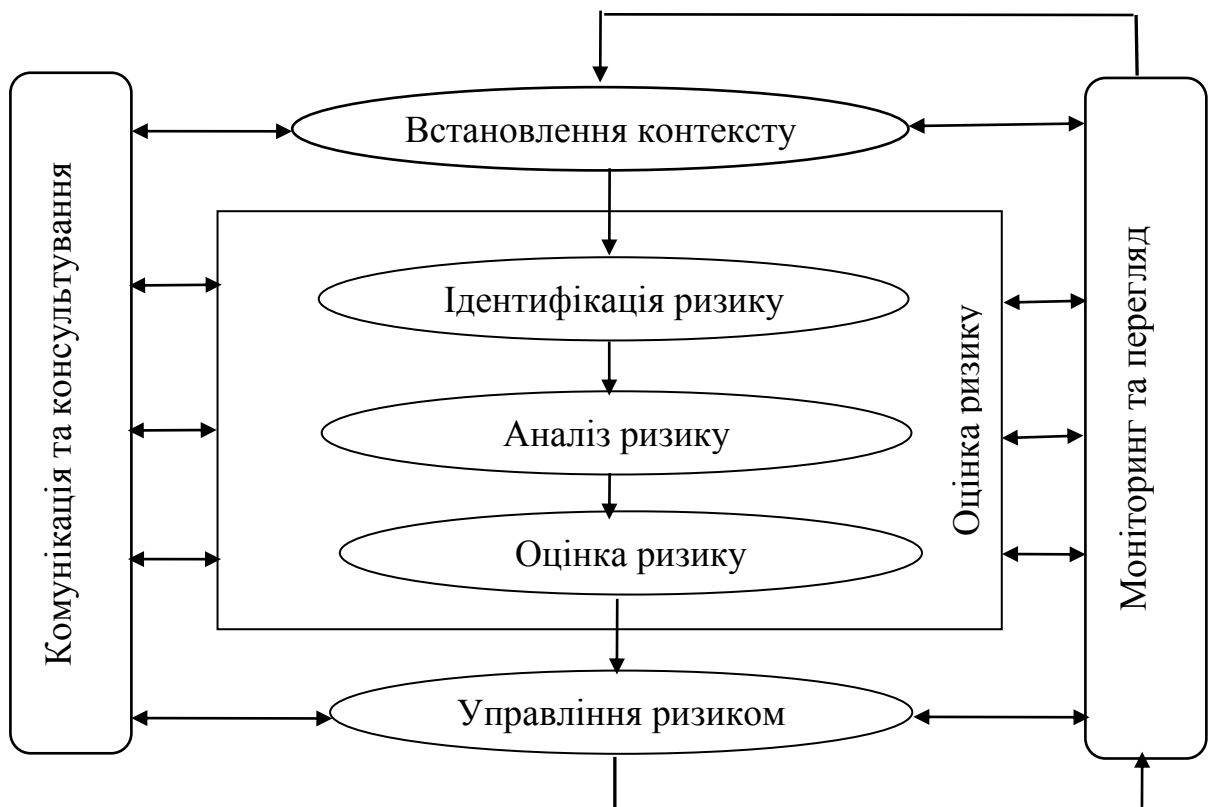 Встановлення контексту
Комунікація та консультування
Ідентифікація ризику
Аналіз ризику
Оцінка ризику
Оцінка ризику
Моніторинг та перегляд
Управління ризиком